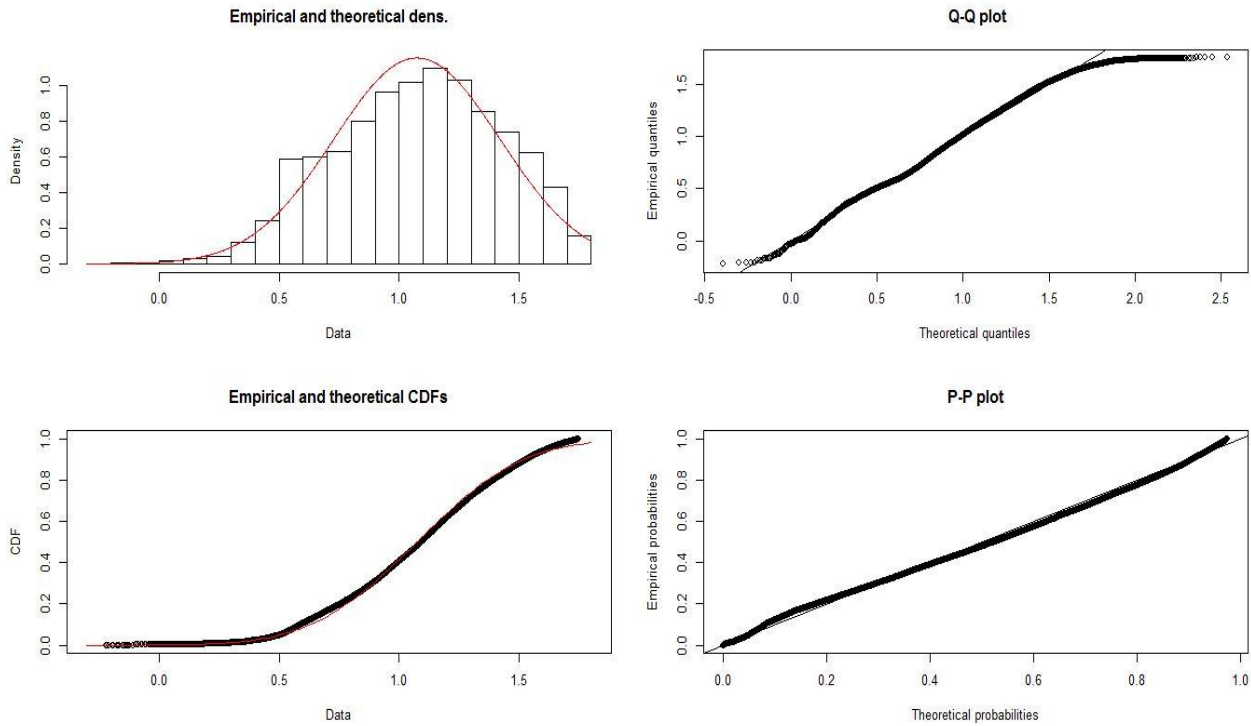 Empirical and theoretical dens.
Density
0.0 0.2 0.4 0.6 0.8 1.0
0.0 0.5 1.0 1.5
Data
Q-Q plot
Empirical quantiles
0.0 0.5 1.0 1.5
-0.5 0.0 0.5 1.0 1.5 2.0 2.5
Theoretical quantiles
Empirical and theoretical CDFs
CDF
0.0 0.2 0.4 0.6 0.8 1.0
0.0 0.5 1.0 1.5
Data
P-P plot
Empirical probabilities
0.0 0.2 0.4 0.6 0.8 1.0
0.0 0.2 0.4 0.6 0.8 1.0
Theoretical probabilities